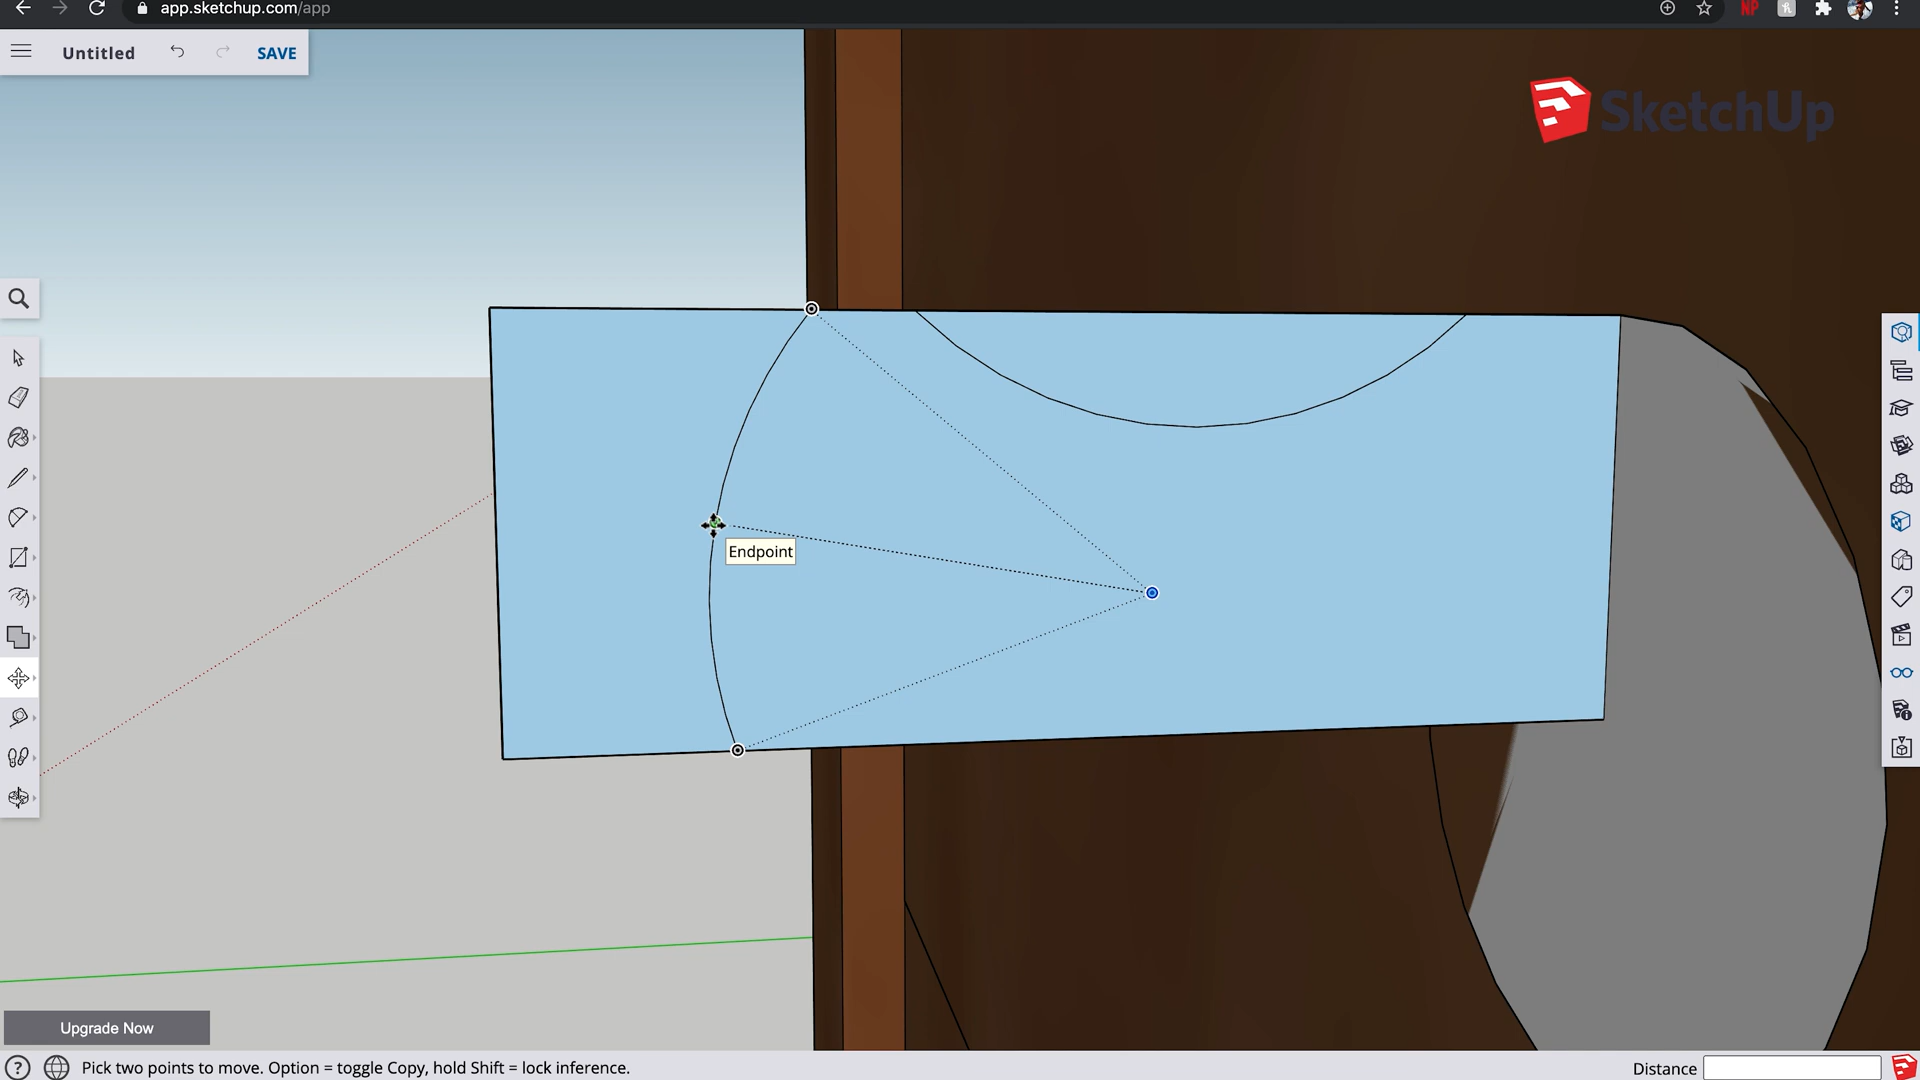 app.sketchup.com/app
NP
Untitled
SAVE
SketchUp
Endpoint
Upgrade Now
Pick two points to move. Option = toggle Copy, hold Shift = lock inference.
Distance